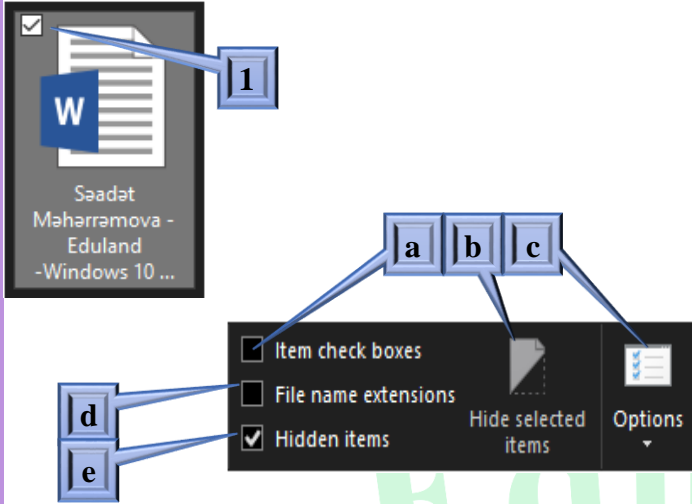 1
W
Səadət
Məhərrəmova -
Eduland
-Windows 10 ...
a b c
Item check boxes
File name extensions
Hidden items
Hide selected
items
Options
d
e